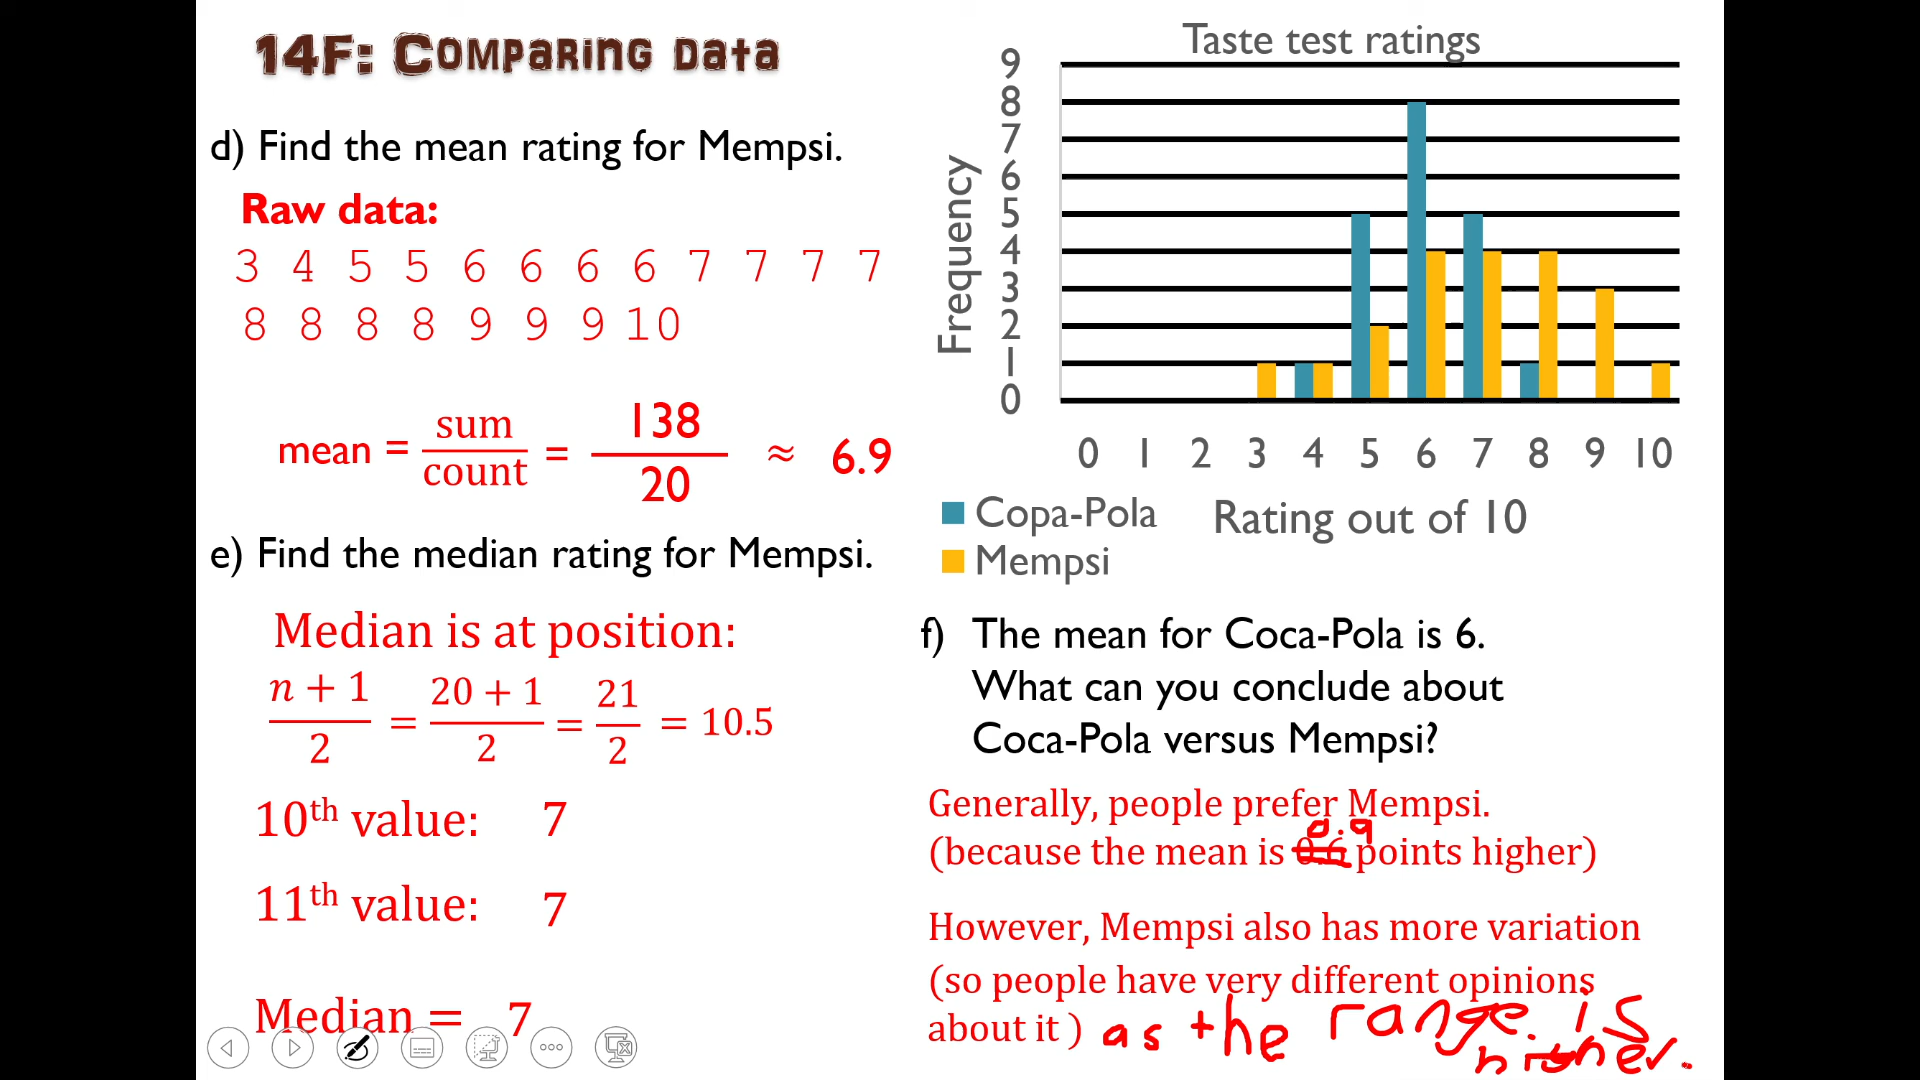 14F: Comparing data
d) Find the mean rating for Mempsi.
Raw data:
3 4 5 5 6 6 6 6 7 7 7 7
8 8 8 8 9 9 9 10
mean = sum/count = 138/20 ≈ 6.9
e) Find the median rating for Mempsi.
Median is at position:
n + 1/2 = 20 + 1/2 = 21/2 = 10.5
10th value: 7
11th value: 7
Median = 7
Taste test ratings
Frequency
9
8
7
6
5
4
3
2
1
0
0 1 2 3 4 5 6 7 8 9 10
Rating out of 10
Copa-Pola
Mempsi
f) The mean for Coca-Pola is 6.
What can you conclude about
Coca-Pola versus Mempsi?
Generally, people prefer Mempsi.
0.9
(because the mean is 0.6 points higher)
However, Mempsi also has more variation
(so people have very different opinions
about it ) as the range is
higher.